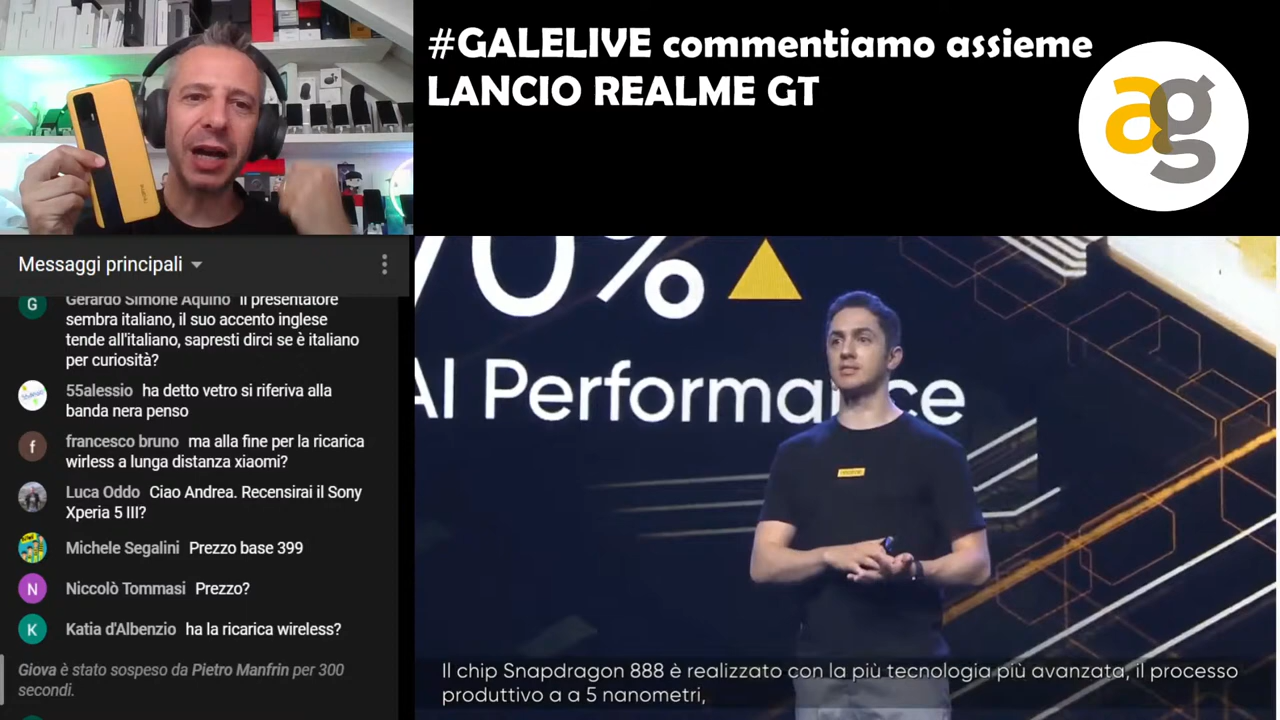 #GALELIVE commentiamo assieme
LANCIO REALME GT
ag
realme
Messaggi principali
G
Gerardo Simone Aquino Il presentatore
sembra italiano, il suo accento inglese
tende all'italiano, sapresti dirci se è italiano
per curiosità?
55alessio ha detto vetro si riferiva alla
banda nera penso
f
francesco bruno ma alla fine per la ricarica
wirless a lunga distanza xiaomi?
Luca Oddo Ciao Andrea. Recensirai il Sony
Xperia 5 III?
Michele Segalini Prezzo base 399
N
Niccolò Tommasi Prezzo?
K
Katia d'Albenzio ha la ricarica wireless?
Giova è stato sospeso da Pietro Manfrin per 300
secondi.
70%
AI Performance
Il chip Snapdragon 888 è realizzato con la più tecnologia più avanzata, il processo
produttivo a a 5 nanometri,